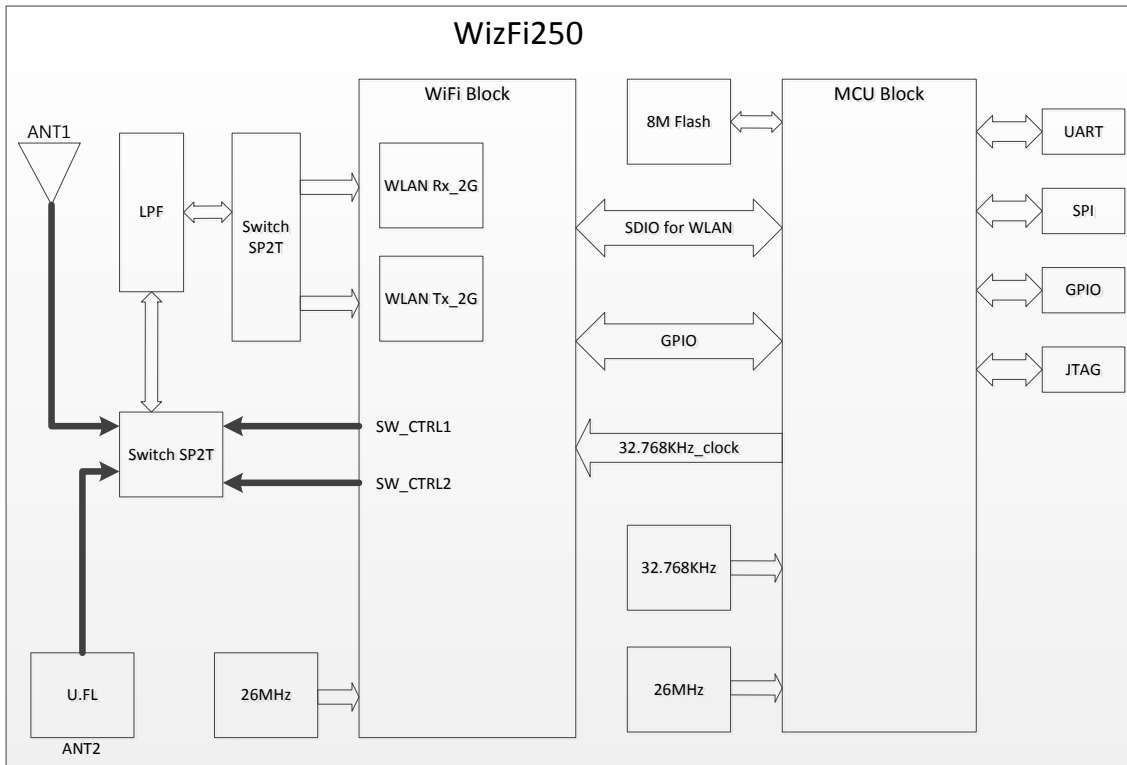 WizFi250
WiFi Block
MCU Block
ANT1
LPF
Switch
SP2T
WLAN Rx_2G
WLAN Tx_2G
8M Flash
SDIO for WLAN
GPIO
32.768KHz_clock
UART
SPI
GPIO
JTAG
Switch SP2T
SW_CTRL1
SW_CTRL2
32.768KHz
U.FL
ANT2
26MHz
26MHz